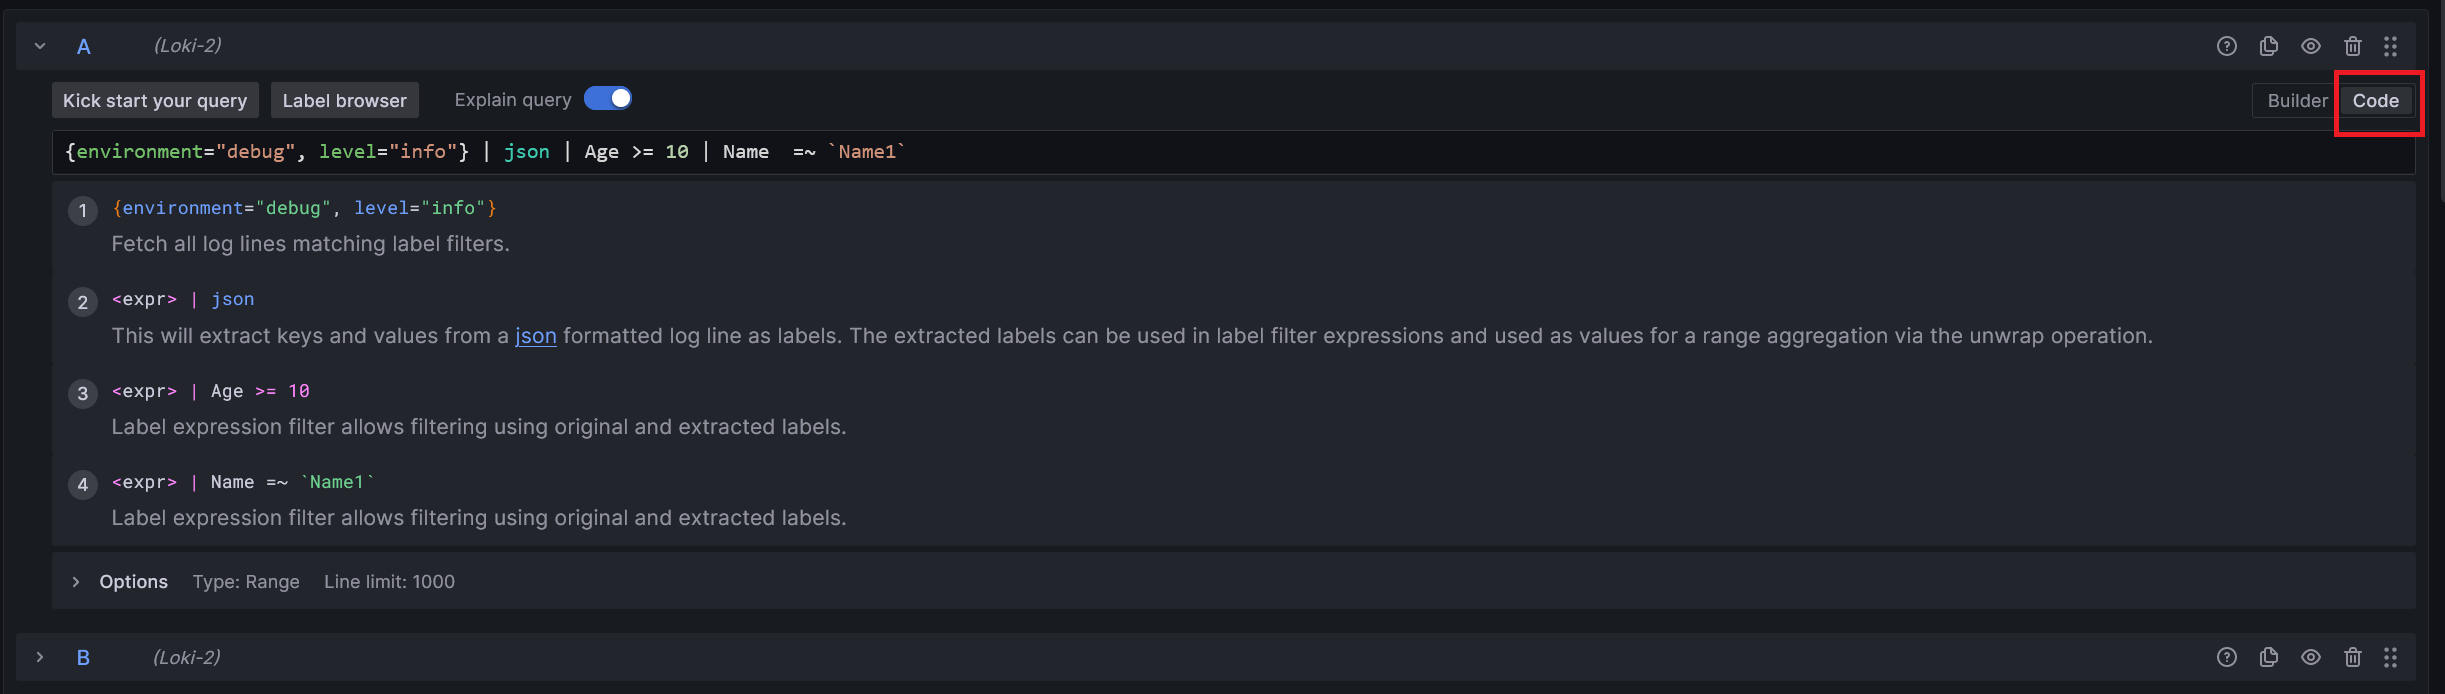 A (Loki-2)
Kick start your query Label browser Explain query Builder Code
{environment="debug", level="info"} | json | Age >= 10 | Name  =~ `Name1`
1 {environment="debug", level="info"}
Fetch all log lines matching label filters.
2 <expr> | json
This will extract keys and values from a json formatted log line as labels. The extracted labels can be used in label filter expressions and used as values for a range aggregation via the unwrap operation.
3 <expr> | Age >= 10
Label expression filter allows filtering using original and extracted labels.
4 <expr> | Name =~ `Name1`
Label expression filter allows filtering using original and extracted labels.
Options Type: Range Line limit: 1000
B (Loki-2)